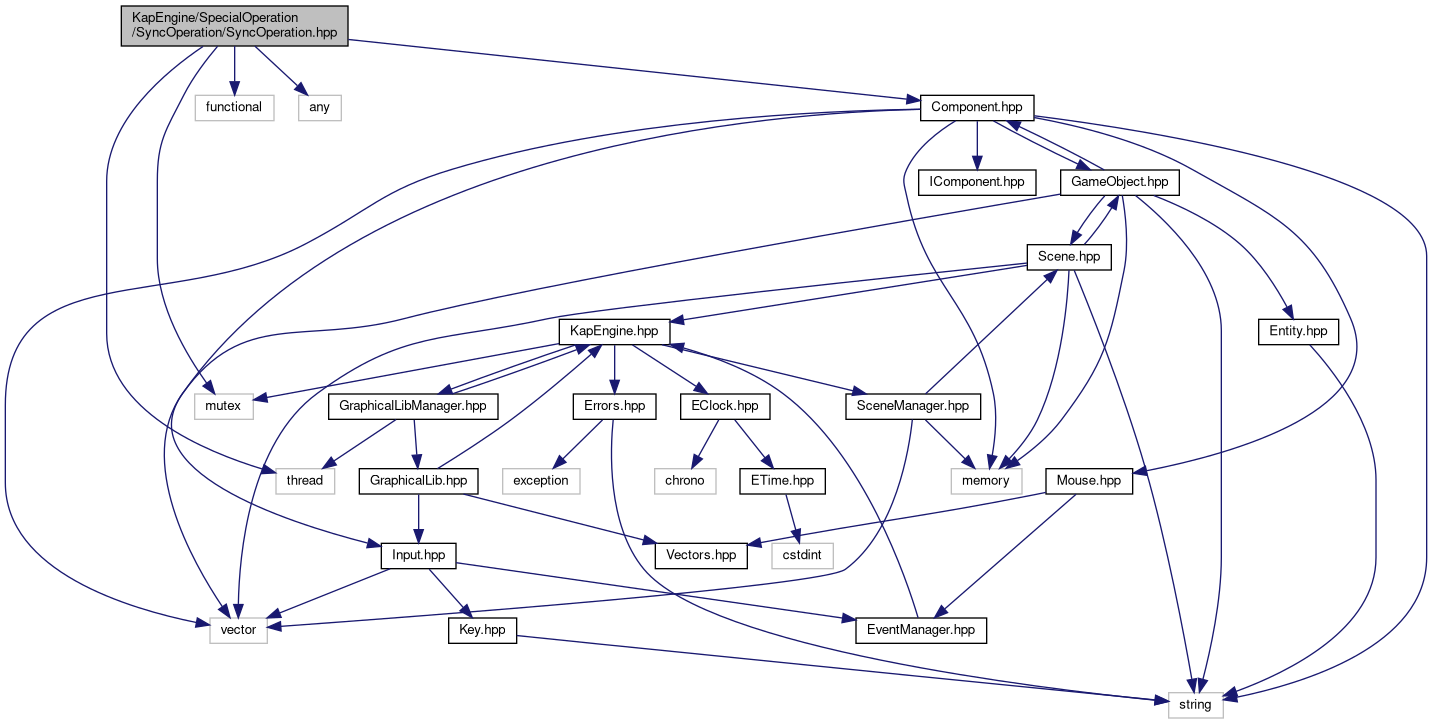 KapEngine/SpecialOperation
/SyncOperation/SyncOperation.hpp
functional
any
Component.hpp
IComponent.hpp
GameObject.hpp
Scene.hpp
KapEngine.hpp
Entity.hpp
mutex
GraphicalLibManager.hpp
Errors.hpp
EClock.hpp
SceneManager.hpp
thread
GraphicalLib.hpp
exception
chrono
ETime.hpp
memory
Mouse.hpp
Input.hpp
Vectors.hpp
cstdint
vector
Key.hpp
EventManager.hpp
string